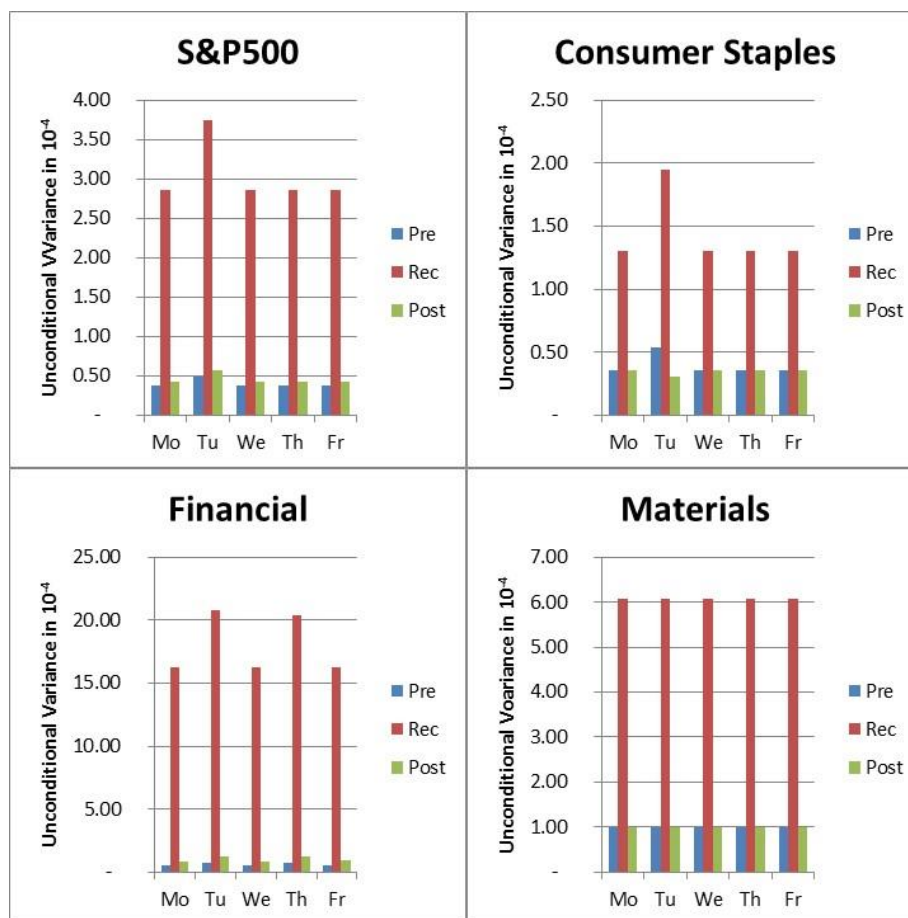 S&P500
Unconditional VVariance in 10-4
4.00
3.50
3.00
2.50
2.00
1.50
1.00
0.50
-
Mo Tu We Th Fr
Pre
Rec
Post
Consumer Staples
Unconditional Variance in 10-4
2.50
2.00
1.50
1.00
0.50
-
Mo Tu We Th Fr
Pre
Rec
Post
Financial
Unconditional Variance in 10-4
25.00
20.00
15.00
10.00
5.00
-
Mo Tu We Th Fr
Pre
Rec
Post
Materials
Unconditional Voariance in 10-4
7.00
6.00
5.00
4.00
3.00
2.00
1.00
-
Mo Tu We Th Fr
Pre
Rec
Post